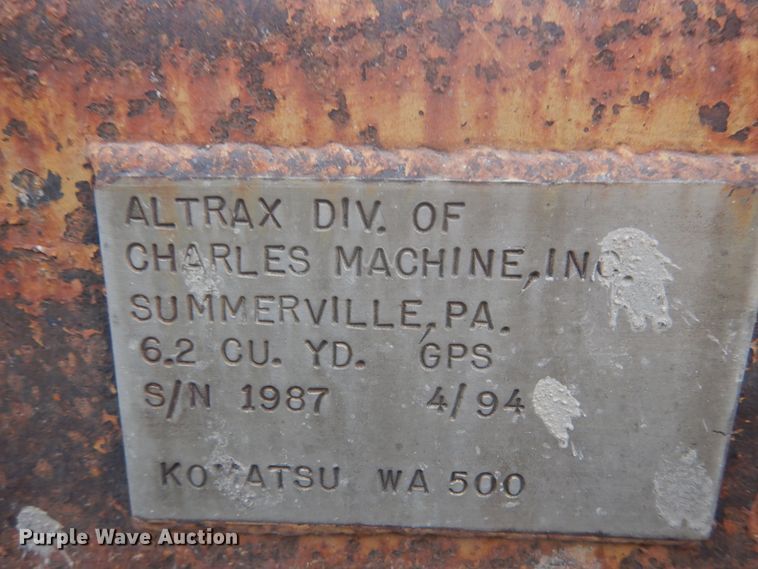 ALTRAX DIV. OF
CHARLES MACHINE, INC
SUMMERVILLE, PA.
6.2 CU. YD. GPS
S/N 1987 4/94
KOMATSU WA 500
Purple Wave Auction